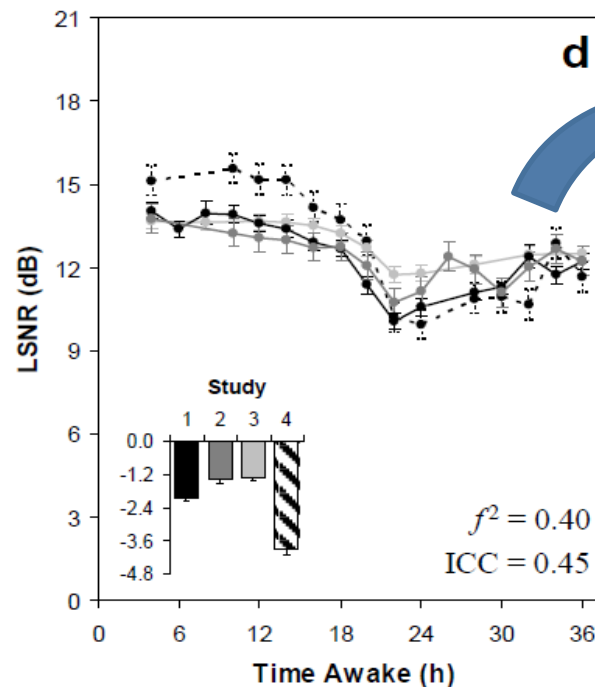 d
LSNR (dB)
21
18
15
12
9
6
3
0
Study
1 2 3 4
0.0
-1.2
-2.4
-3.6
-4.8
f² = 0.40
ICC = 0.45
0 6 12 18 24 30 36
Time Awake (h)